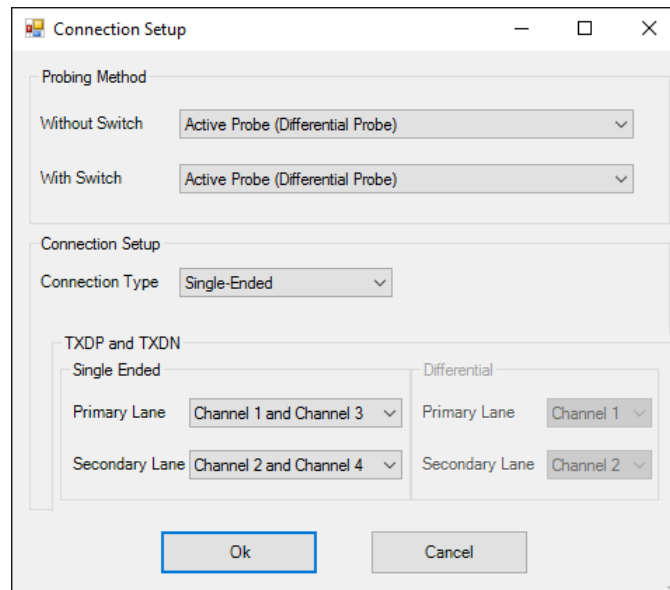 Connection Setup
Probing Method
Without Switch Active Probe (Differential Probe)
With Switch Active Probe (Differential Probe)
Connection Setup
Connection Type Single-Ended
TXDP and TXDN
Single Ended
Primary Lane Channel 1 and Channel 3
Secondary Lane Channel 2 and Channel 4
Differential
Primary Lane Channel 1
Secondary Lane Channel 2
Ok Cancel